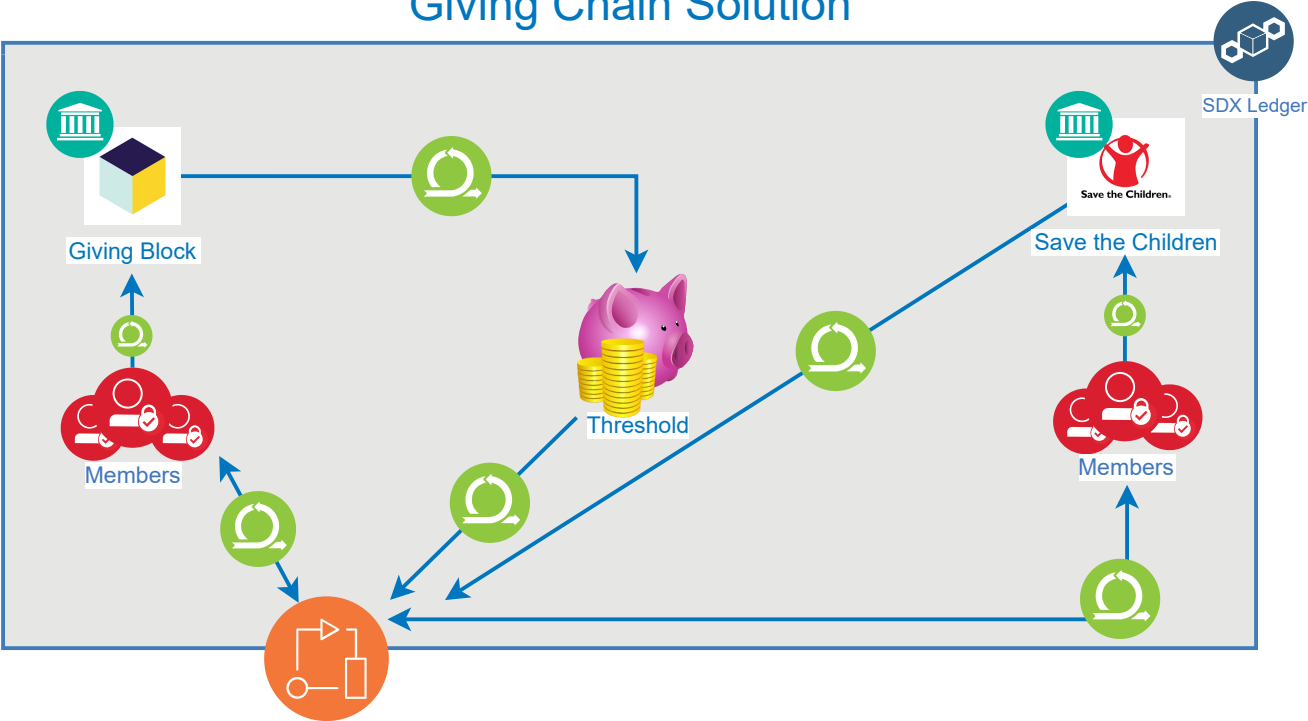 Giving Chain Solution
SDX Ledger
Save the Children.
Giving Block
Save the Children
Threshold
Members
Members